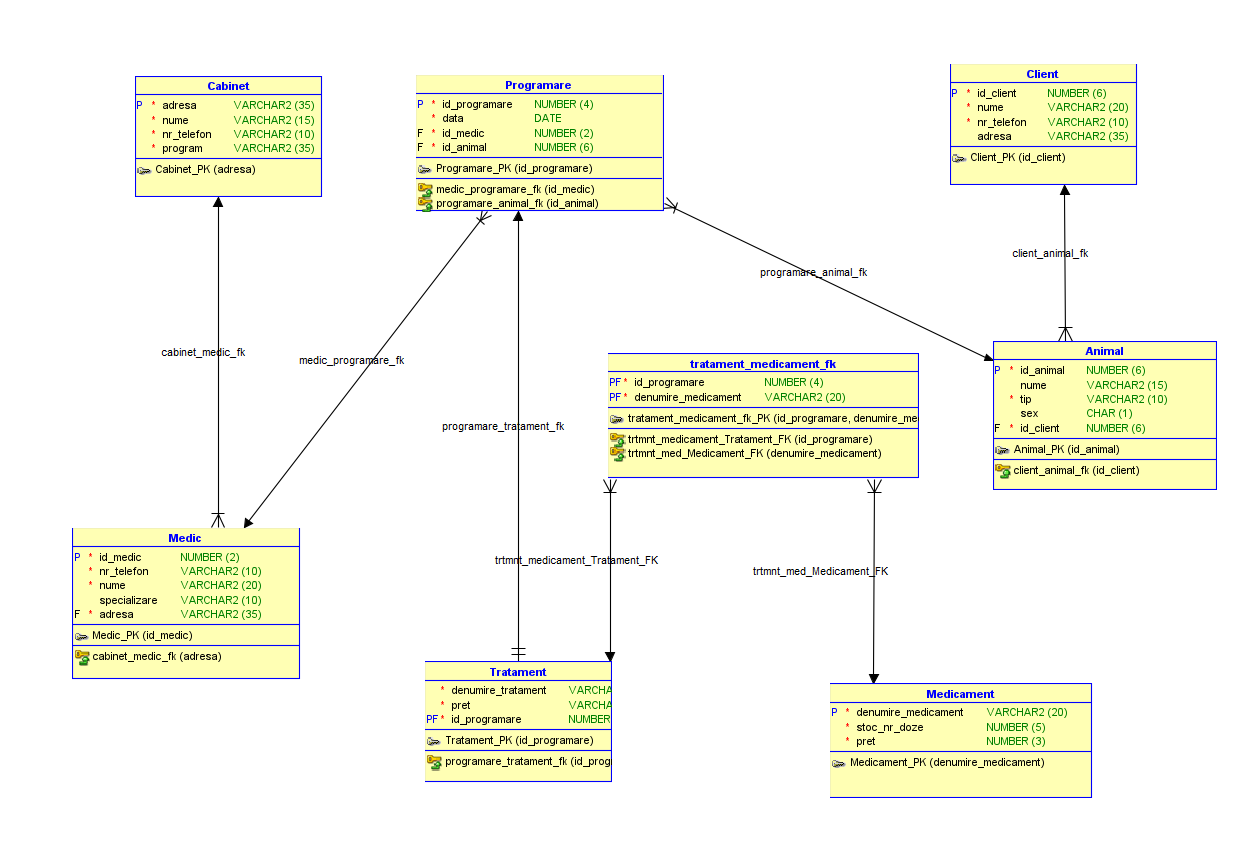 Cabinet
P * adresa VARCHAR2 (35)
* nume VARCHAR2 (15)
* nr_telefon VARCHAR2 (10)
* program VARCHAR2 (35)
Cabinet_PK (adresa)
Programare
P * id_programare NUMBER (4)
* data DATE
F * id_medic NUMBER (2)
F * id_animal NUMBER (6)
Programare_PK (id_programare)
medic_programare_fk (id_medic)
programare_animal_fk (id_animal)
Client
P * id_client NUMBER (6)
* nume VARCHAR2 (20)
* nr_telefon VARCHAR2 (10)
adresa VARCHAR2 (35)
Client_PK (id_client)
client_animal_fk
programare_animal_fk
cabinet_medic_fk
medic_programare_fk
programare_tratament_fk
tratament_medicament_fk
PF * id_programare NUMBER (4)
PF * denumire_medicament VARCHAR2 (20)
tratament_medicament_fk_PK (id_programare, denumire_me
trtmnt_medicament_Tratament_FK (id_programare)
trtmnt_med_Medicament_FK (denumire_medicament)
Animal
P * id_animal NUMBER (6)
nume VARCHAR2 (15)
* tip VARCHAR2 (10)
sex CHAR (1)
F * id_client NUMBER (6)
Animal_PK (id_animal)
client_animal_fk (id_client)
trtmnt_medicament_Tratament_FK
trtmnt_med_Medicament_FK
Medic
P * id_medic NUMBER (2)
* nr_telefon VARCHAR2 (10)
* nume VARCHAR2 (20)
specializare VARCHAR2 (10)
F * adresa VARCHAR2 (35)
Medic_PK (id_medic)
cabinet_medic_fk (adresa)
Tratament
* denumire_tratament VARCHA
* pret VARCHA
PF * id_programare NUMBER
Tratament_PK (id_programare)
programare_tratament_fk (id_prog
Medicament
P * denumire_medicament VARCHAR2 (20)
* stoc_nr_doze NUMBER (5)
* pret NUMBER (3)
Medicament_PK (denumire_medicament)